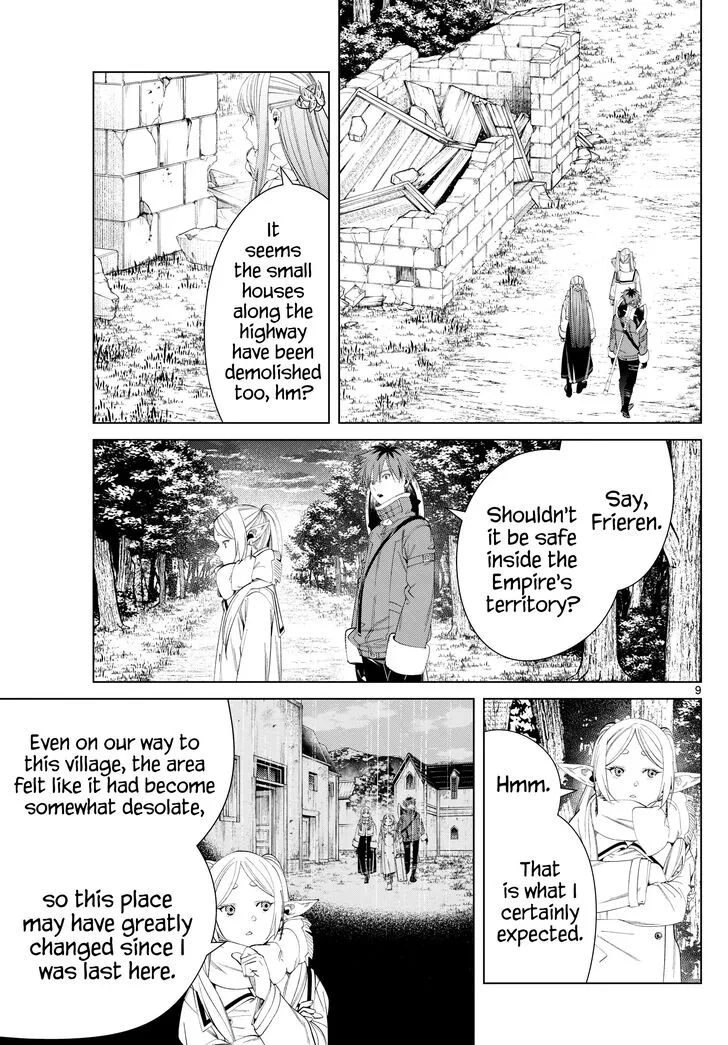 It
seems
the small
houses
along the
highway
have been
demolished
too, hm?
Say,
Frieren.
Shouldn't
it be safe
inside the
Empire's
territory?
9
Hmm.
That
is what I
certainly
expected.
Even on our way to
this village, the area
felt like it had become
somewhat desolate,
so this place
may have greatly
changed since I
was last here.